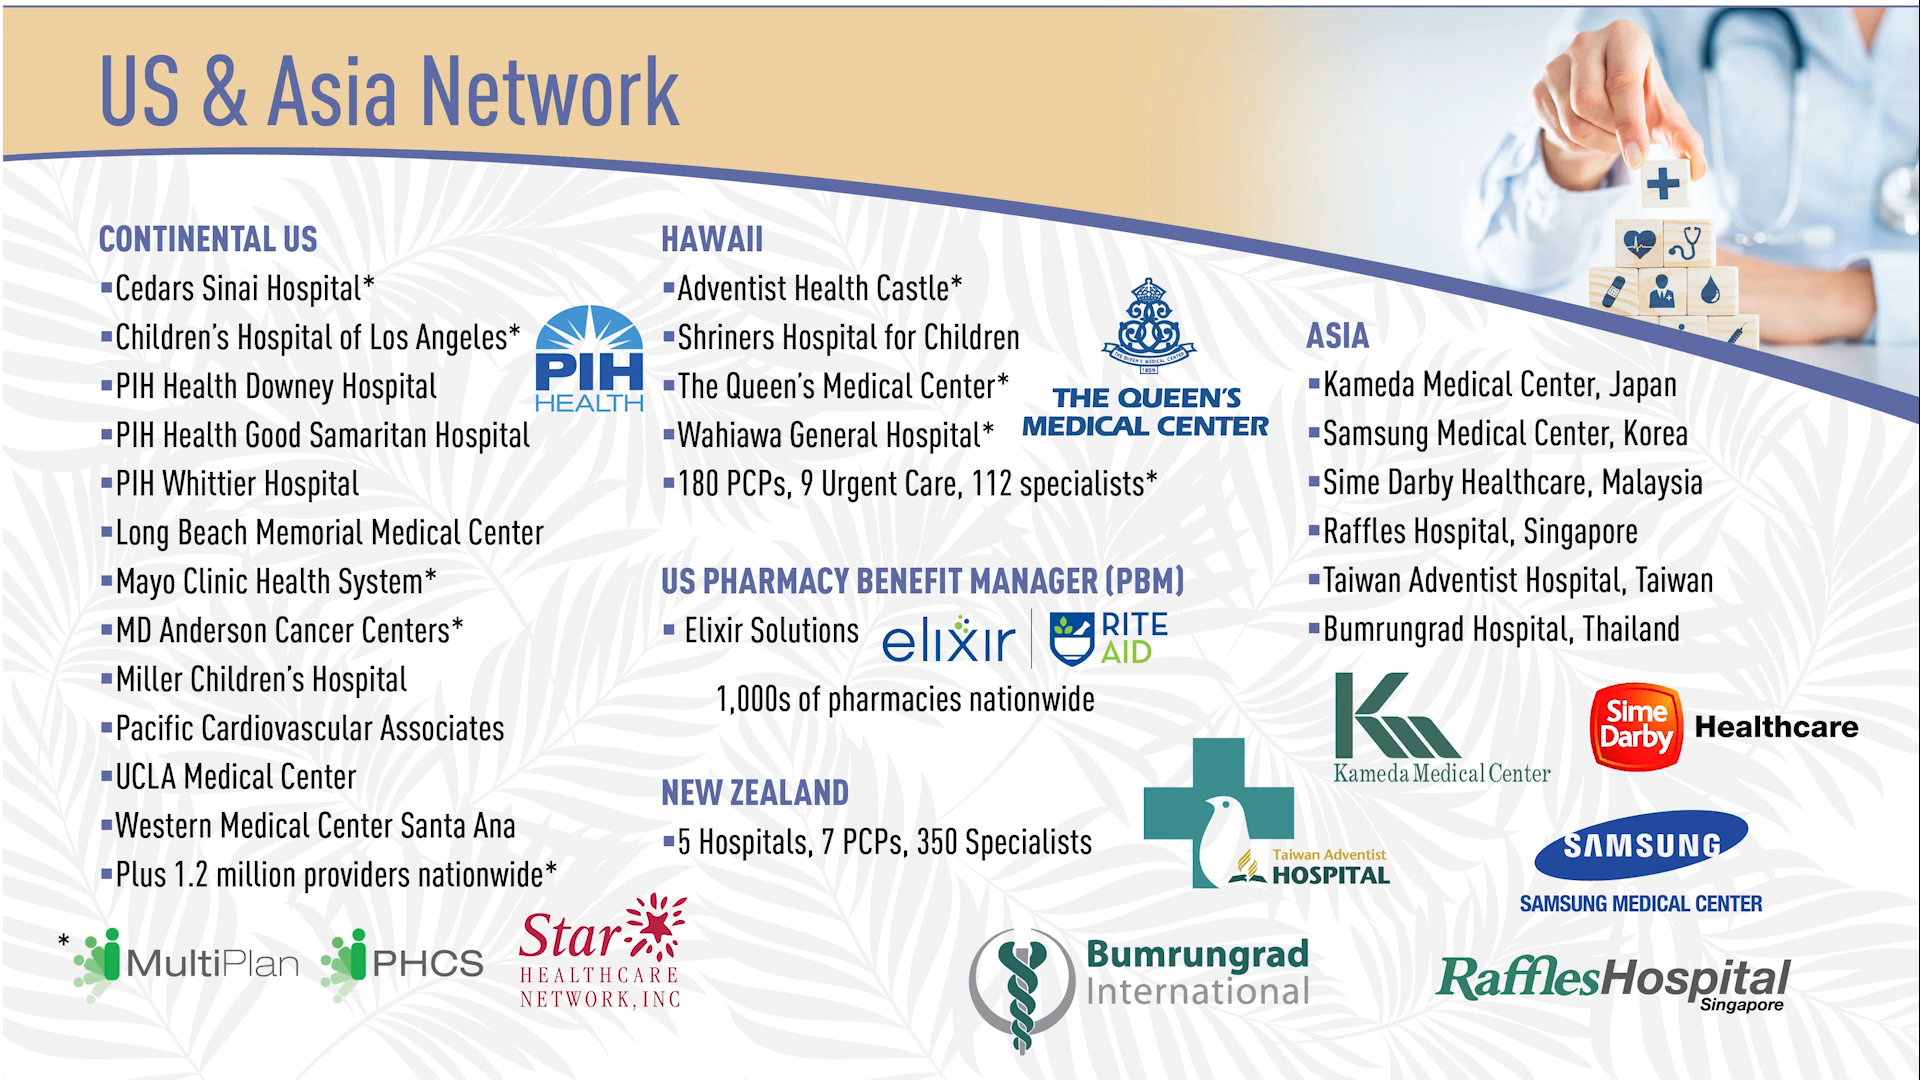 US & Asia Network
CONTINENTAL US
▪Cedars Sinai Hospital*
▪Children’s Hospital of Los Angeles*
▪PIH Health Downey Hospital
▪PIH Health Good Samaritan Hospital
▪PIH Whittier Hospital
▪Long Beach Memorial Medical Center
▪Mayo Clinic Health System*
▪MD Anderson Cancer Centers*
▪Miller Children’s Hospital
▪Pacific Cardiovascular Associates
▪UCLA Medical Center
▪Western Medical Center Santa Ana
▪Plus 1.2 million providers nationwide*
PIH
HEALTH
* MultiPlan
PHCS
Star
HEALTHCARE
NETWORK, INC
HAWAII
▪Adventist Health Castle*
▪Shriners Hospital for Children
▪The Queen’s Medical Center*
▪Wahiawa General Hospital*
▪180 PCPs, 9 Urgent Care, 112 specialists*
THE QUEEN'S MEDICAL CENTER
1859
THE QUEEN’S
MEDICAL CENTER
US PHARMACY BENEFIT MANAGER (PBM)
▪ Elixir Solutions
elixir
RITE
AID
1,000s of pharmacies nationwide
NEW ZEALAND
▪5 Hospitals, 7 PCPs, 350 Specialists
ASIA
▪Kameda Medical Center, Japan
▪Samsung Medical Center, Korea
▪Sime Darby Healthcare, Malaysia
▪Raffles Hospital, Singapore
▪Taiwan Adventist Hospital, Taiwan
▪Bumrungrad Hospital, Thailand
Kameda Medical Center
Sime
Darby
Healthcare
Taiwan Adventist
HOSPITAL
SAMSUNG
SAMSUNG MEDICAL CENTER
Bumrungrad
International
RafflesHospital
Singapore